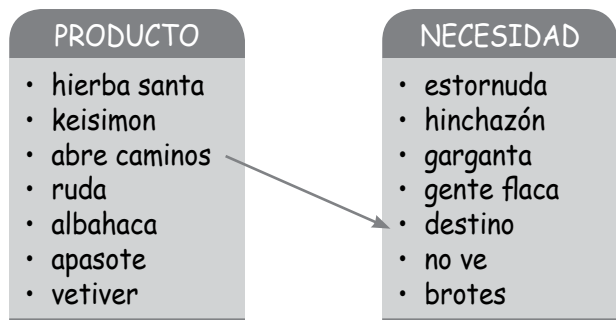 PRODUCTO
• hierba santa
• keisimon
• abre caminos
• ruda
• albahaca
• apasote
• vetiver
NECESIDAD
• estornuda
• hinchazón
• garganta
• gente flaca
• destino
• no ve
• brotes